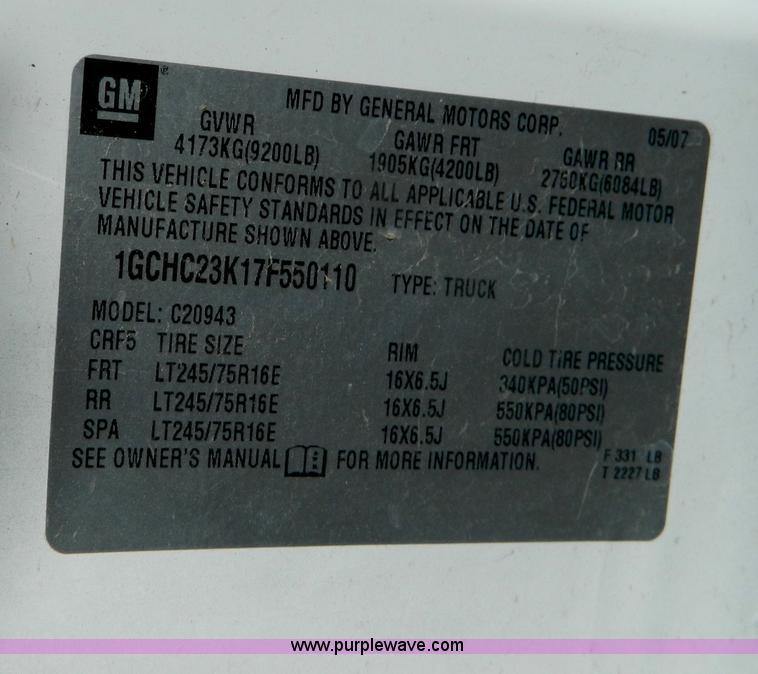 GM
MFD BY GENERAL MOTORS CORP. 05/07
GVWR GAWR FRT GAWR RR
4173KG(9200LB) 1905KG(4200LB) 2760KG(6084LB)
THIS VEHICLE CONFORMS TO ALL APPLICABLE U.S. FEDERAL MOTOR
VEHICLE SAFETY STANDARDS IN EFFECT ON THE DATE OF
MANUFACTURE SHOWN ABOVE.
1GCHC23K17F550110 TYPE: TRUCK
MODEL: C20943
CRF5 TIRE SIZE RIM COLD TIRE PRESSURE
FRT LT245/75R16E 16X6.5J 340KPA(50PSI)
RR LT245/75R16E 16X6.5J 550KPA(80PSI)
SPA LT245/75R16E 16X6.5J 550KPA(80PSI)
SEE OWNER'S MANUAL FOR MORE INFORMATION. F 331 LB
T 2227 LB
www.purplewave.com